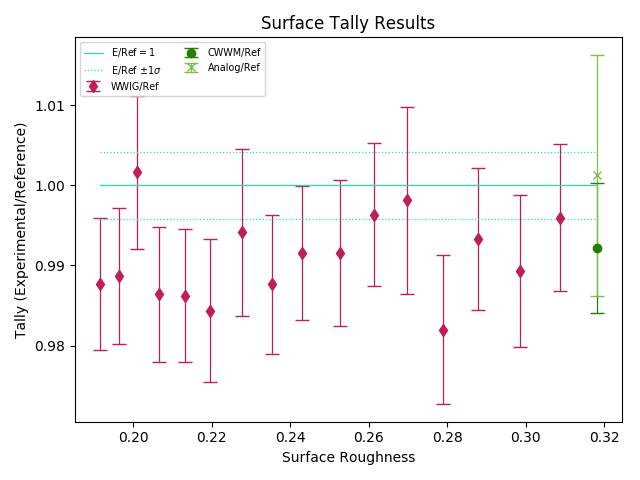 Surface Tally Results
E/Ref = 1
E/Ref ±1σ
WWIG/Ref
CWWM/Ref
Analog/Ref
Tally (Experimental/Reference)
1.01
1.00
0.99
0.98
0.20 0.22 0.24 0.26 0.28 0.30 0.32
Surface Roughness